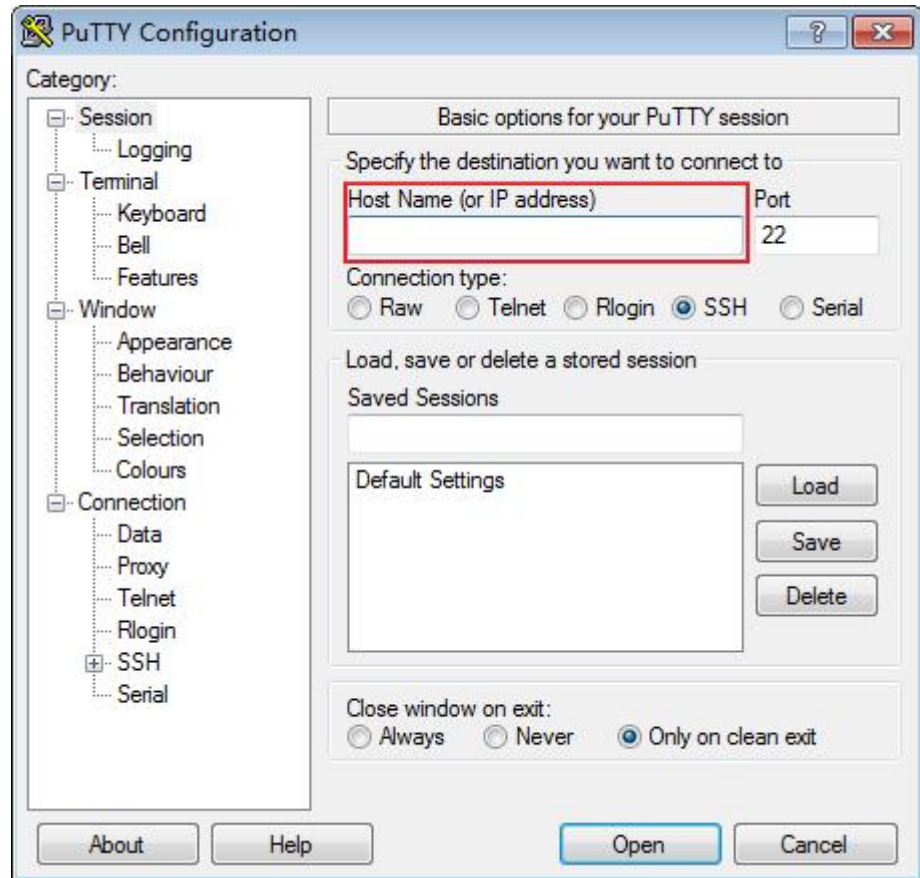 PuTTY Configuration
Category:
Session
Logging
Terminal
Keyboard
Bell
Features
Window
Appearance
Behaviour
Translation
Selection
Colours
Connection
Data
Proxy
Telnet
Rlogin
SSH
Serial
Basic options for your PuTTY session
Specify the destination you want to connect to
Host Name (or IP address) Port
22
Connection type:
Raw Telnet Rlogin SSH Serial
Load, save or delete a stored session
Saved Sessions
Default Settings
Load
Save
Delete
Close window on exit:
Always Never Only on clean exit
About Help Open Cancel